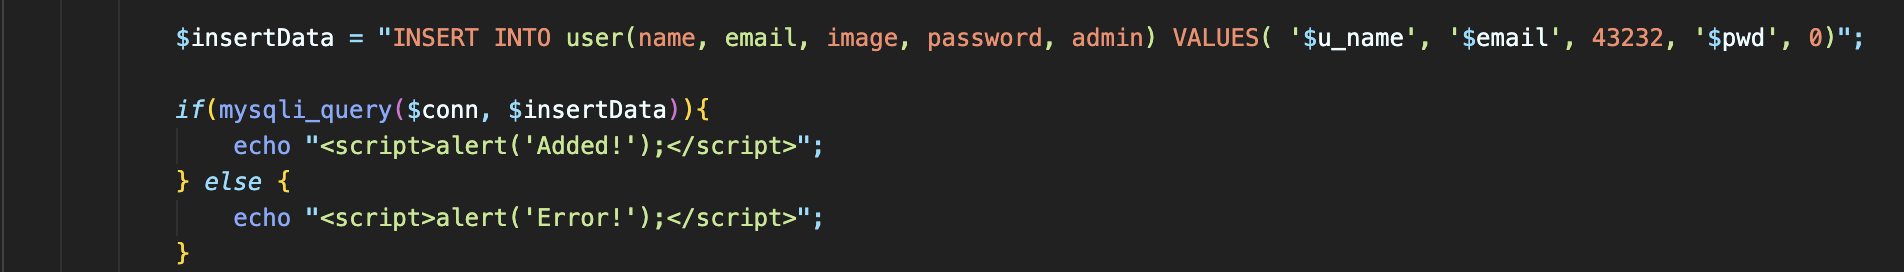 $insertData = "INSERT INTO user(name, email, image, password, admin) VALUES( '$u_name', '$email', 43232, '$pwd', 0)";
if(mysqli_query($conn, $insertData)){
echo "<script>alert('Added!');</script>";
} else {
echo "<script>alert('Error!');</script>";
}